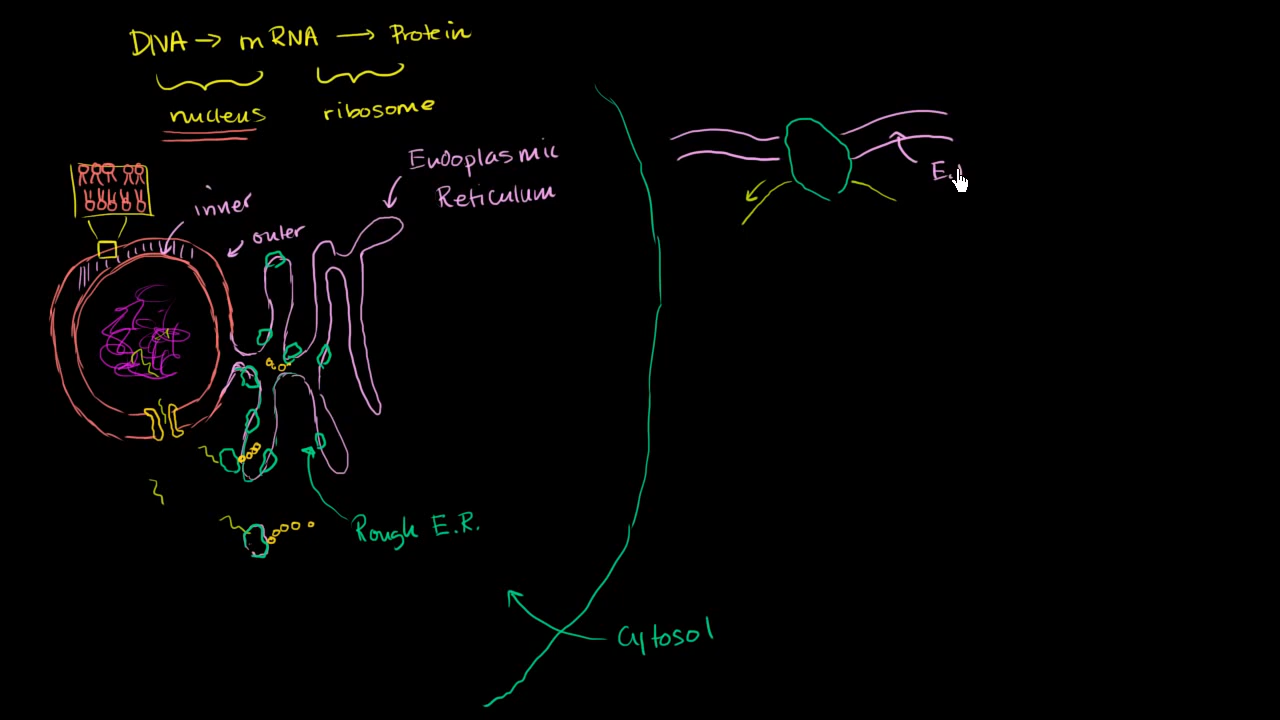 DNA → mRNA → Protein
nucleus
ribosome
Endoplasmic
Reticulum
inner
outer
Rough E.R.
Cytosol
E.